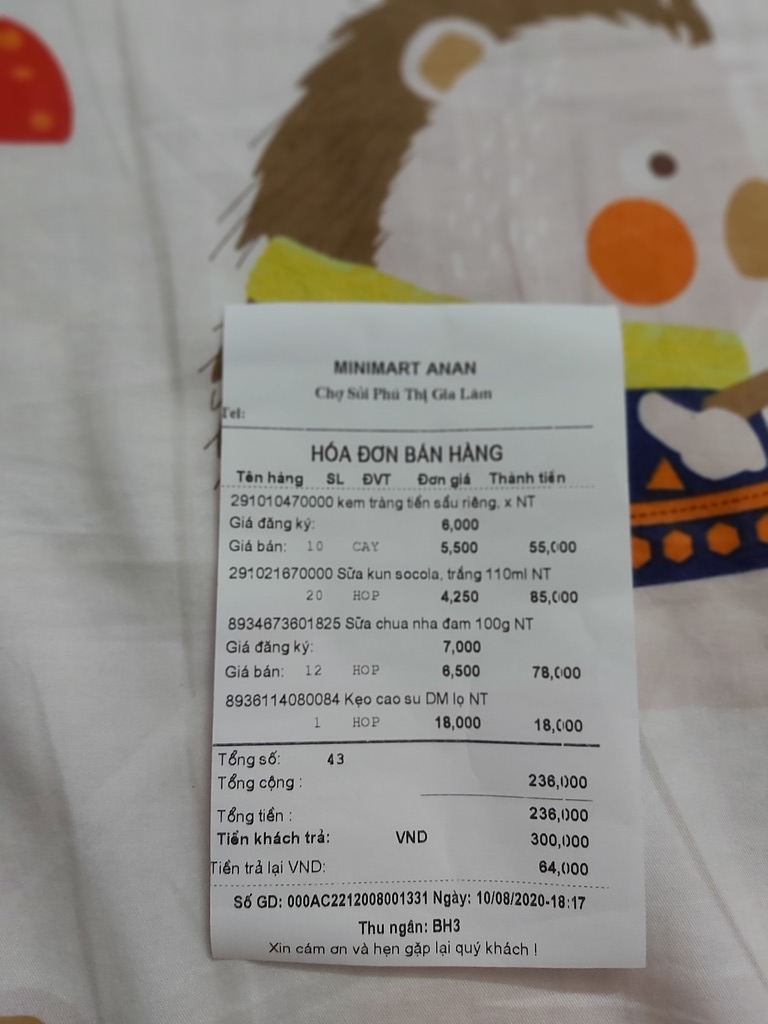 MINIMART ANAN
Chợ Sủi Phú Thị Gia Lâm
Tel:
HÓA ĐƠN BÁN HÀNG
Tên hàng SL ĐVT Đơn giá Thành tiền
291010470000 kem tràng tiền sầu riêng, x NT
Giá đăng ký: 6,000
Giá bán: 10 CAY 5,500 55,000
291021670000 Sữa kun socola, trắng 110ml NT
20 HOP 4,250 85,000
8934673601825 Sữa chua nha đam 100g NT
Giá đăng ký: 7,000
Giá bán: 12 HOP 6,500 78,000
8936114080084 Kẹo cao su DM lọ NT
1 HOP 18,000 18,000
Tổng số: 43
Tổng cộng : 236,000
Tổng tiền : 236,000
Tiền khách trả: VND 300,000
Tiền trả lại VND: 64,000
Số GD: 000AC2212008001331 Ngày: 10/08/2020-18:17
Thu ngân: BH3
Xin cám ơn và hẹn gặp lại quý khách !